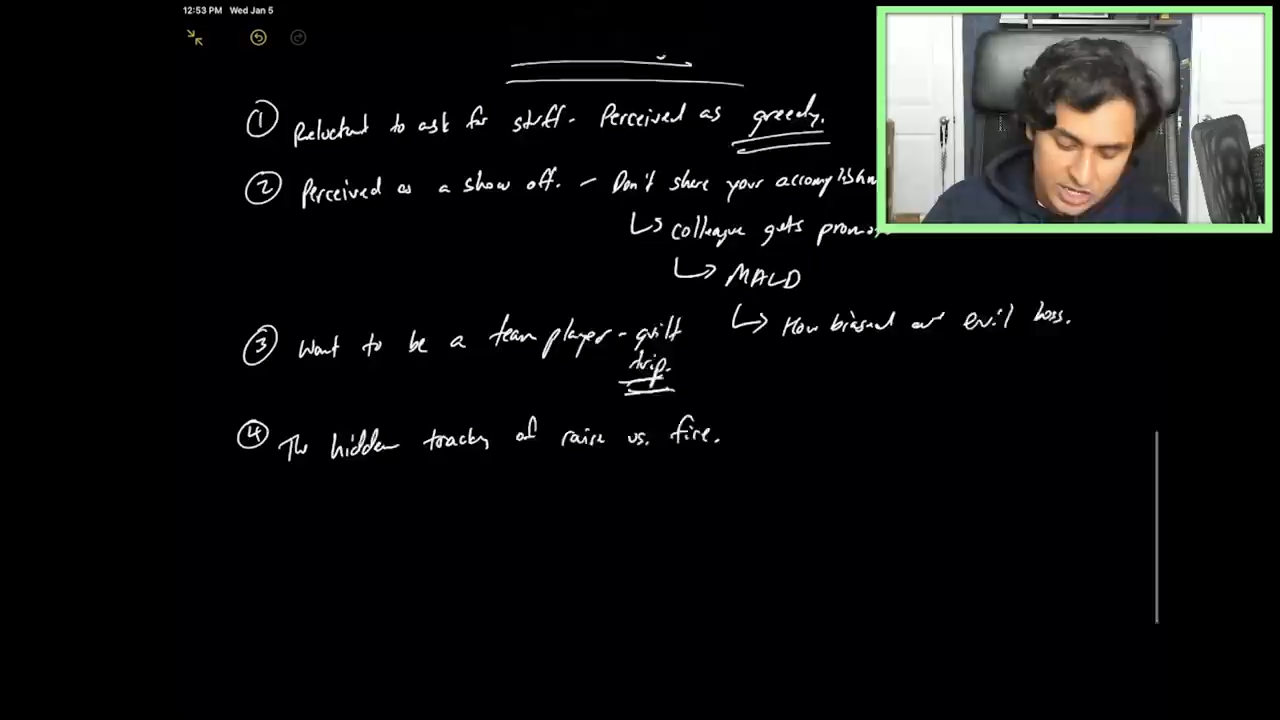 12:53 PM Wed Jan 5
① Reluctant to ask for stuff - Perceived as greedy.
② Perceived as a show off. - Don't share your accomplishm
↳ colleague gets promo
↳ MALD
↳ How biased our evil boss.
③ Want to be a team player - guilt
trip.
④ The hidden tracks of raise vs. fire.